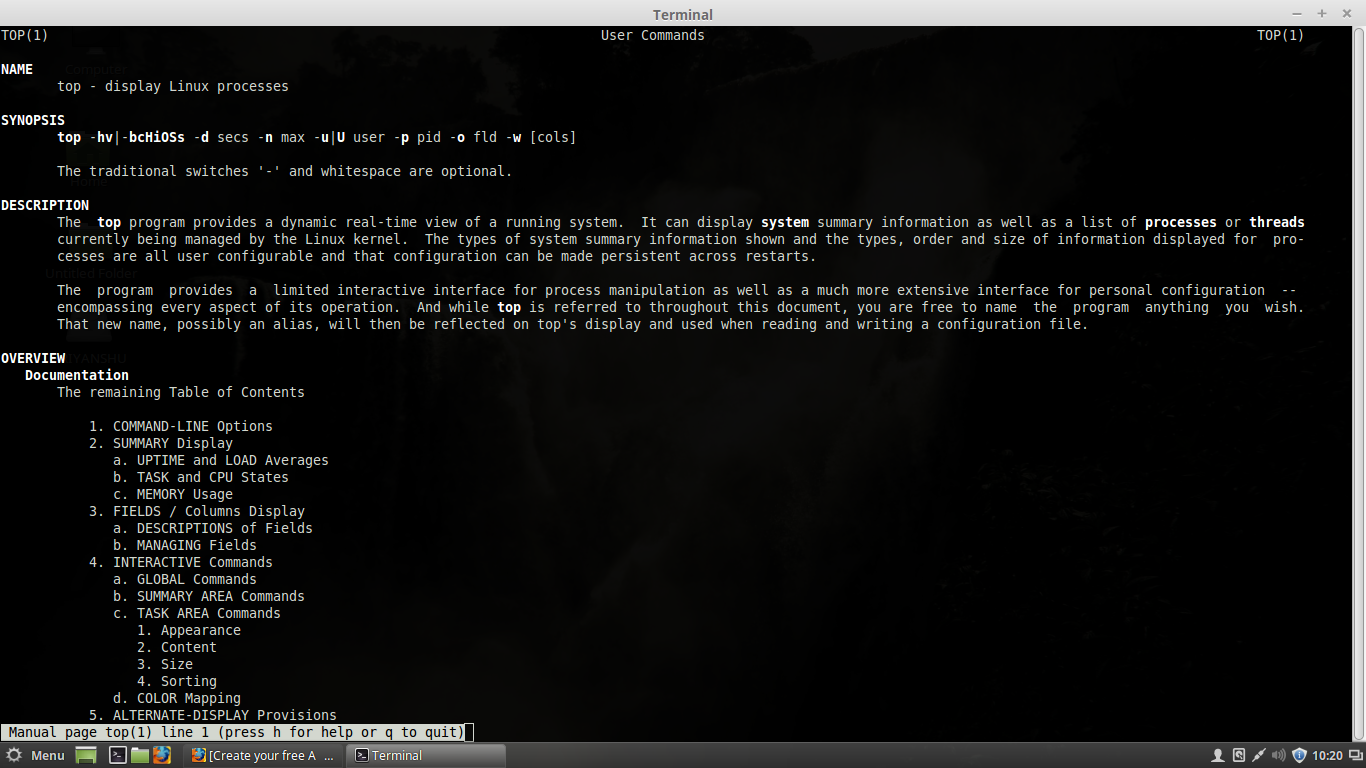 Terminal
TOP(1) User Commands TOP(1)
NAME
top - display Linux processes
SYNOPSIS
top -hv|-bcHiOSs -d secs -n max -u|U user -p pid -o fld -w [cols]
The traditional switches '-' and whitespace are optional.
DESCRIPTION
The top program provides a dynamic real-time view of a running system. It can display system summary information as well as a list of processes or threads
currently being managed by the Linux kernel. The types of system summary information shown and the types, order and size of information displayed for pro-
cesses are all user configurable and that configuration can be made persistent across restarts.
The program provides a limited interactive interface for process manipulation as well as a much more extensive interface for personal configuration --
encompassing every aspect of its operation. And while top is referred to throughout this document, you are free to name the program anything you wish.
That new name, possibly an alias, will then be reflected on top's display and used when reading and writing a configuration file.
OVERVIEW
Documentation
The remaining Table of Contents
1. COMMAND-LINE Options
2. SUMMARY Display
a. UPTIME and LOAD Averages
b. TASK and CPU States
c. MEMORY Usage
3. FIELDS / Columns Display
a. DESCRIPTIONS of Fields
b. MANAGING Fields
4. INTERACTIVE Commands
a. GLOBAL Commands
b. SUMMARY AREA Commands
c. TASK AREA Commands
1. Appearance
2. Content
3. Size
4. Sorting
d. COLOR Mapping
5. ALTERNATE-DISPLAY Provisions
Manual page top(1) line 1 (press h for help or q to quit)
Menu [Create your free A ... Terminal 10:20